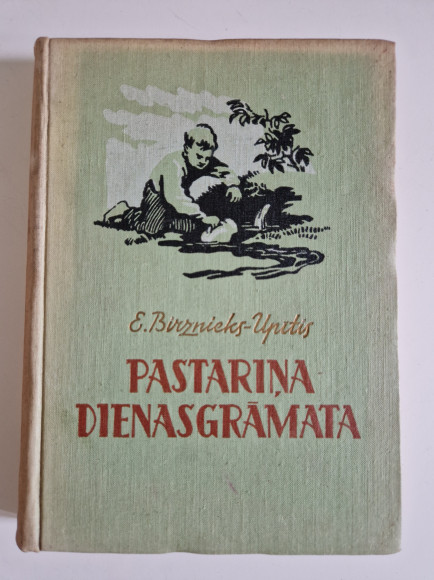 E. Birznieks-Upītis
PASTARIŅA
DIENASGRĀMATA